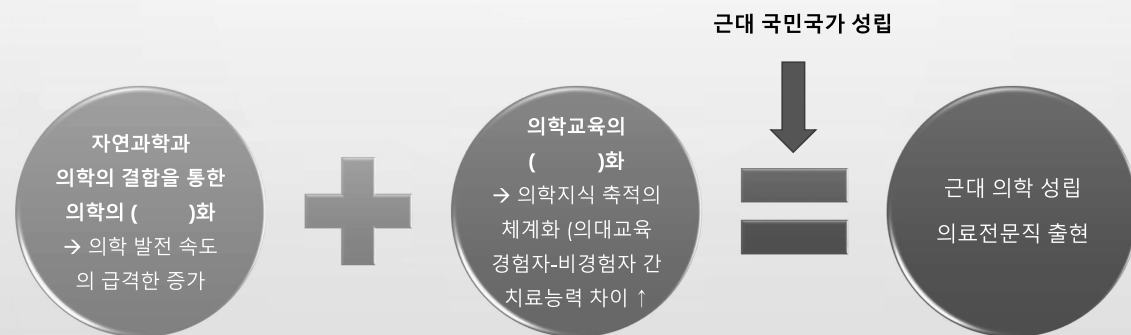 근대 국민국가 성립
자연과학과
의학의 결합을 통한
의학의 (        )화
→ 의학 발전 속도
의 급격한 증가
의학교육의
(        )화
→ 의학지식 축적의
체계화 (의대교육
경험자-비경험자 간
치료능력 차이 ↑
근대 의학 성립
의료전문직 출현